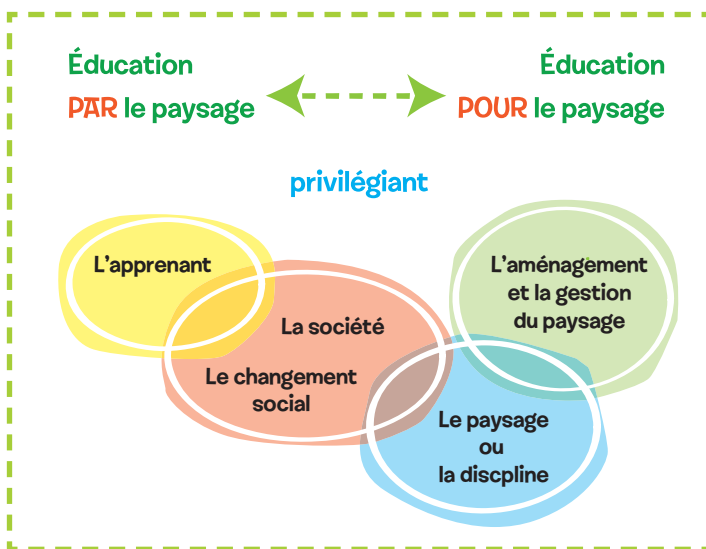 Éducation
PAR le paysage
Éducation
POUR le paysage
privilégiant
L'apprenant
La société
Le changement
social
L'aménagement
et la gestion
du paysage
Le paysage
ou
la discpline